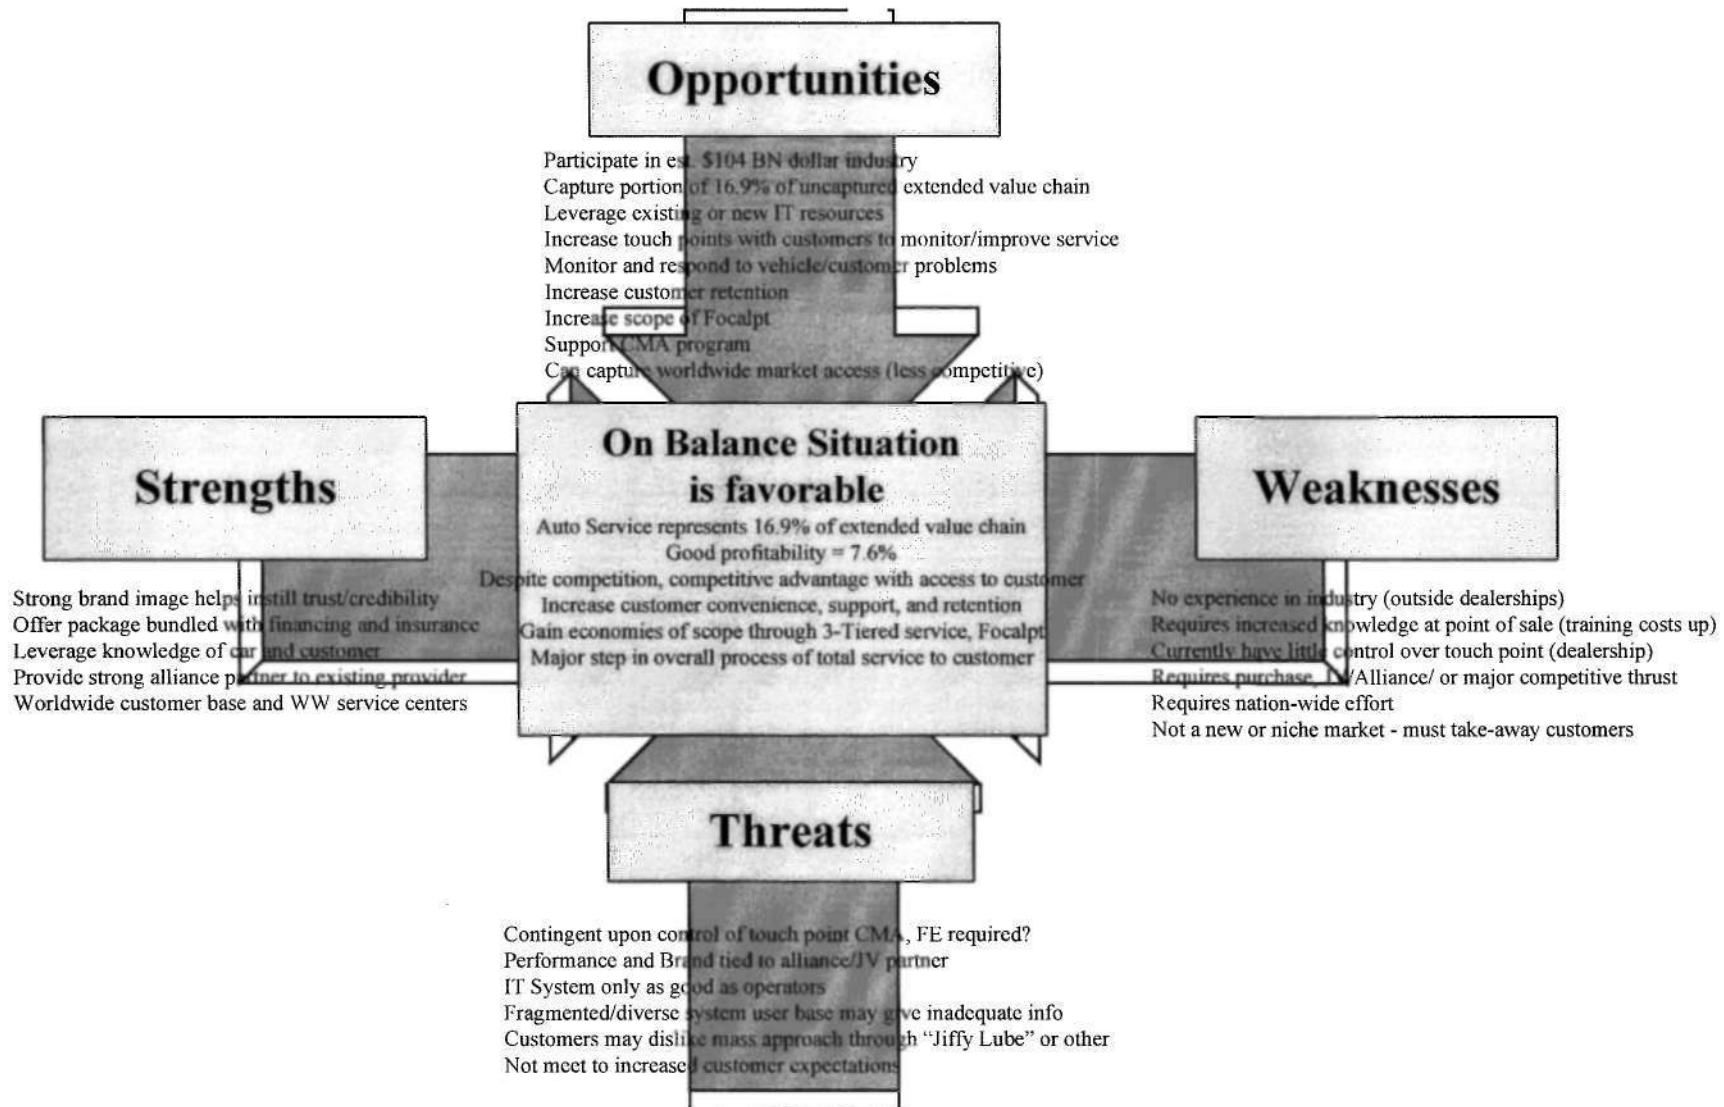 Opportunities
Participate in est. $104 BN dollar industry
Capture portion of 16.9% of uncaptured extended value chain
Leverage existing or new IT resources
Increase touch points with customers to monitor/improve service
Monitor and respond to vehicle/customer problems
Increase customer retention
Increase scope of Focalpt
Support CMA program
Can capture worldwide market access (less competitive)
Strengths
Strong brand image helps instill trust/credibility
Offer package bundled with financing and insurance
Leverage knowledge of car and customer
Provide strong alliance partner to existing provider
Worldwide customer base and WW service centers
On Balance Situation
is favorable
Auto Service represents 16.9% of extended value chain
Good profitability = 7.6%
Despite competition, competitive advantage with access to customer
Increase customer convenience, support, and retention
Gain economies of scope through 3-Tiered service, Focalpt
Major step in overall process of total service to customer
Weaknesses
No experience in industry (outside dealerships)
Requires increased knowledge at point of sale (training costs up)
Currently have little control over touch point (dealership)
Requires purchase, /Alliance/ or major competitive thrust
Requires nation-wide effort
Not a new or niche market - must take-away customers
Threats
Contingent upon control of touch point CMA, FE required?
Performance and Brand tied to alliance/JV partner
IT System only as good as operators
Fragmented/diverse system user base may give inadequate info
Customers may dislike mass approach through “Jiffy Lube” or other
Not meet to increased customer expectations